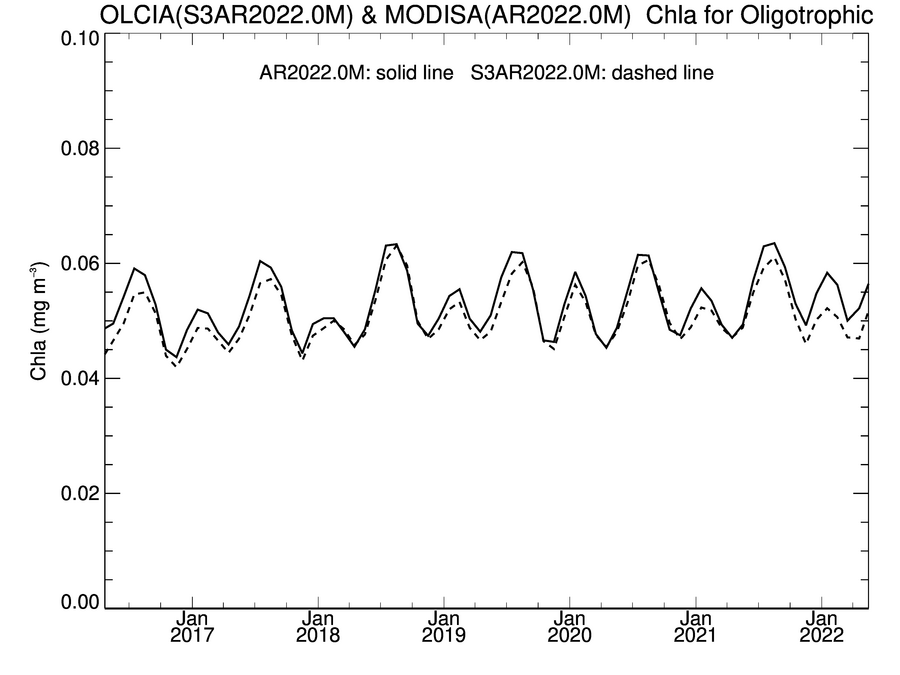 OLCIA(S3AR2022.0M) & MODISA(AR2022.0M)  Chla for Oligotrophic
AR2022.0M: solid line   S3AR2022.0M: dashed line
Chla (mg m⁻³)
0.10
0.08
0.06
0.04
0.02
0.00
Jan 2017
Jan 2018
Jan 2019
Jan 2020
Jan 2021
Jan 2022